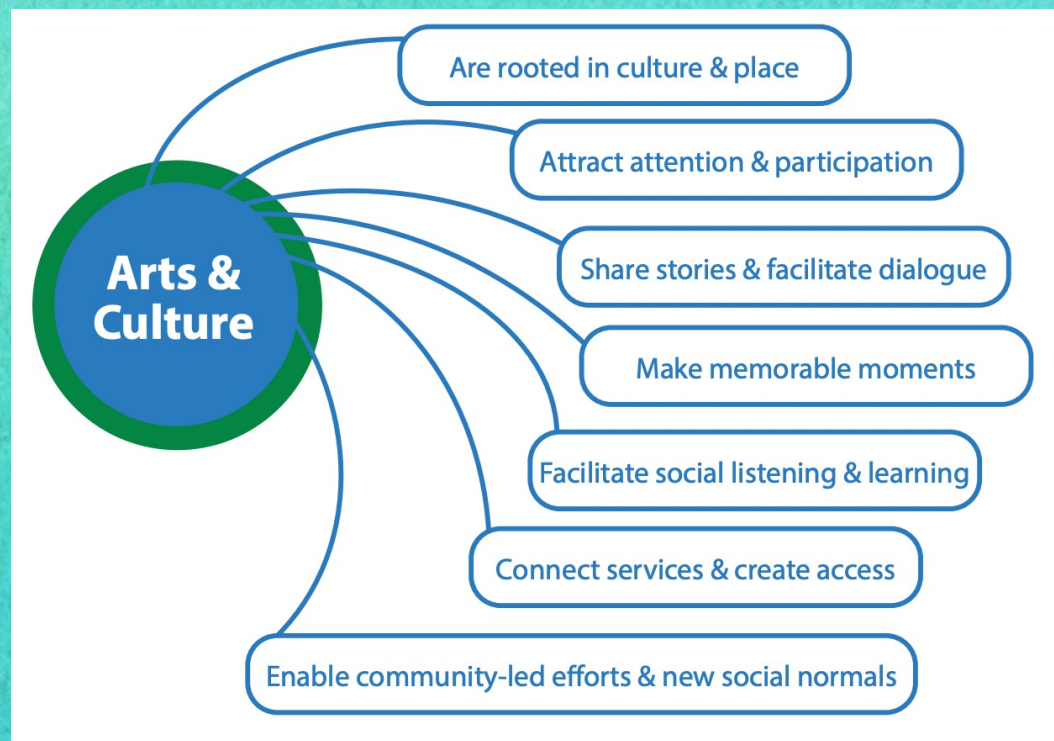 Are rooted in culture & place
Attract attention & participation
Arts &
Culture
Share stories & facilitate dialogue
Make memorable moments
Facilitate social listening & learning
Connect services & create access
Enable community-led efforts & new social normals